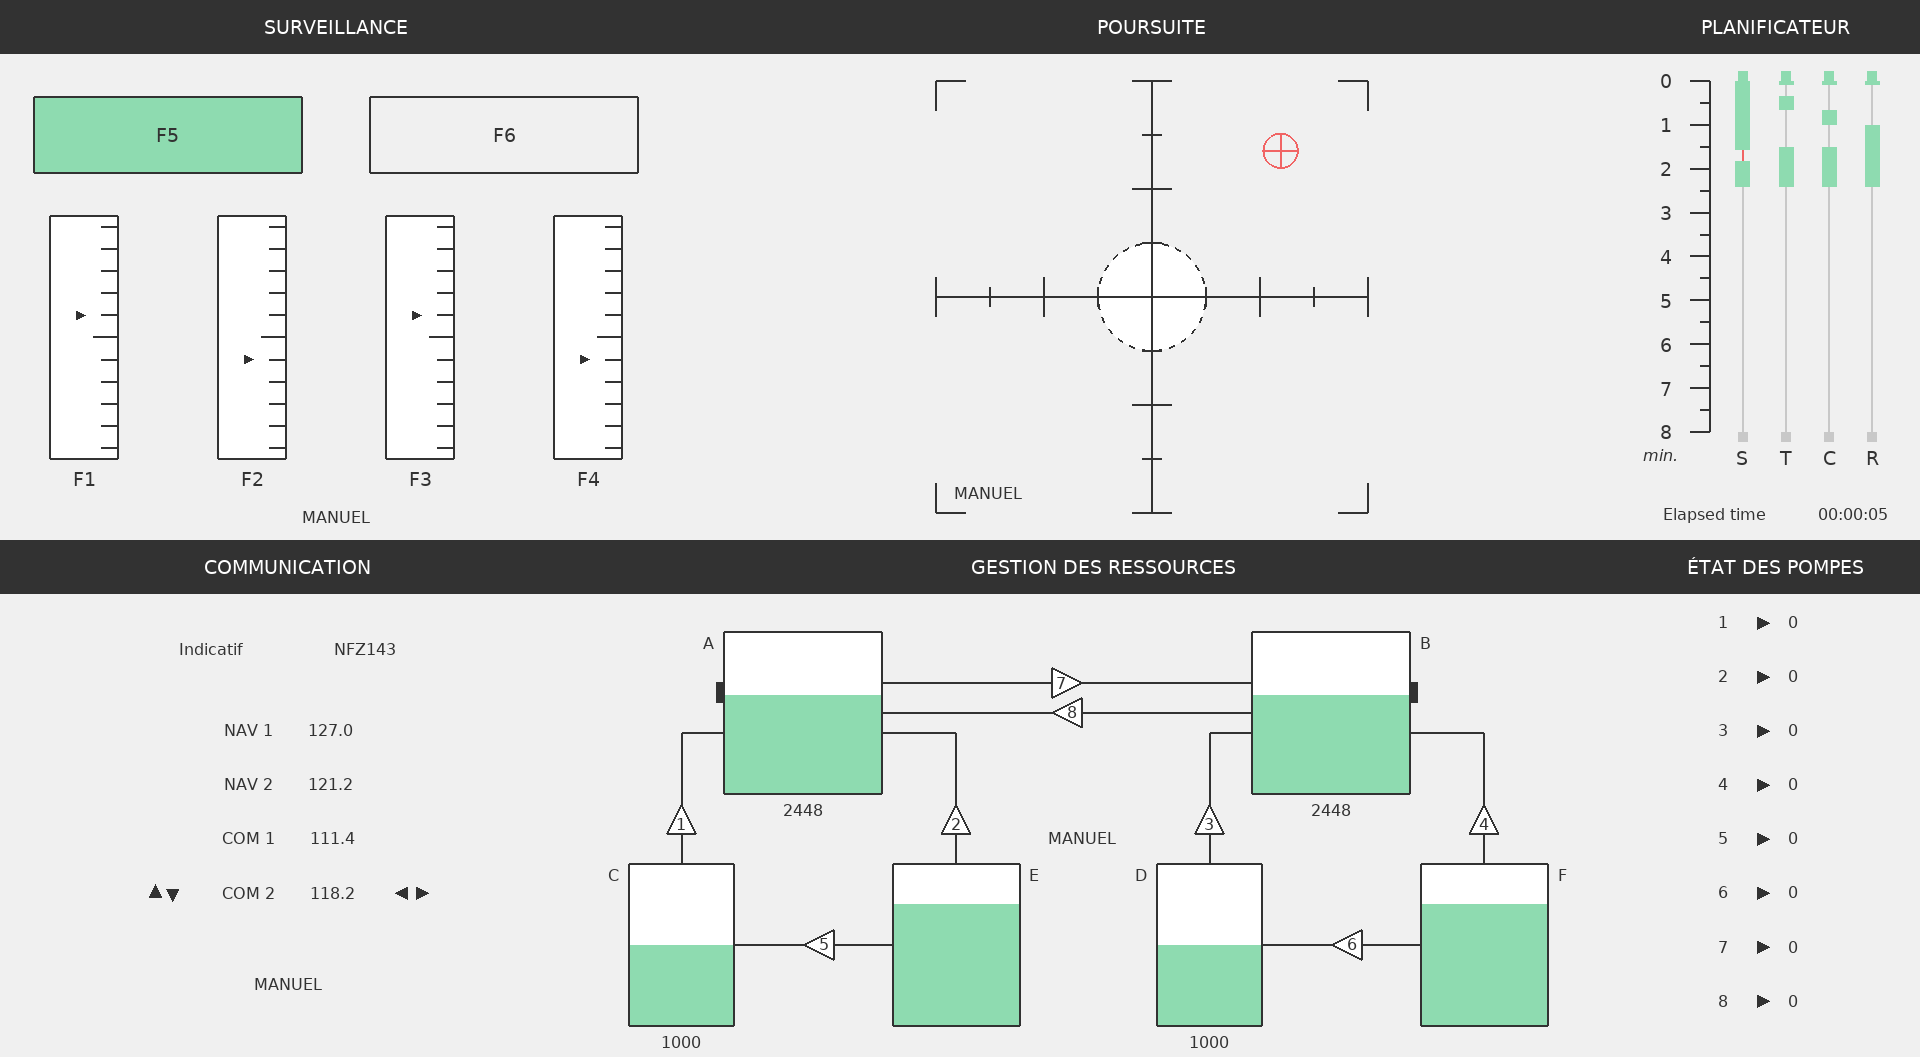 SURVEILLANCE
POURSUITE
PLANIFICATEUR
F5
F6
F1
F2
F3
F4
MANUEL
MANUEL
0
1
2
3
4
5
6
7
8
min.
S T C R
Elapsed time 00:00:05
COMMUNICATION
GESTION DES RESSOURCES
ÉTAT DES POMPES
Indicatif NFZ143
NAV 1 127.0
NAV 2 121.2
COM 1 111.4
COM 2 118.2
MANUEL
A
B
7
8
2448
2448
1
2
3
4
MANUEL
C
E
D
F
5
6
1000
1000
1 0
2 0
3 0
4 0
5 0
6 0
7 0
8 0